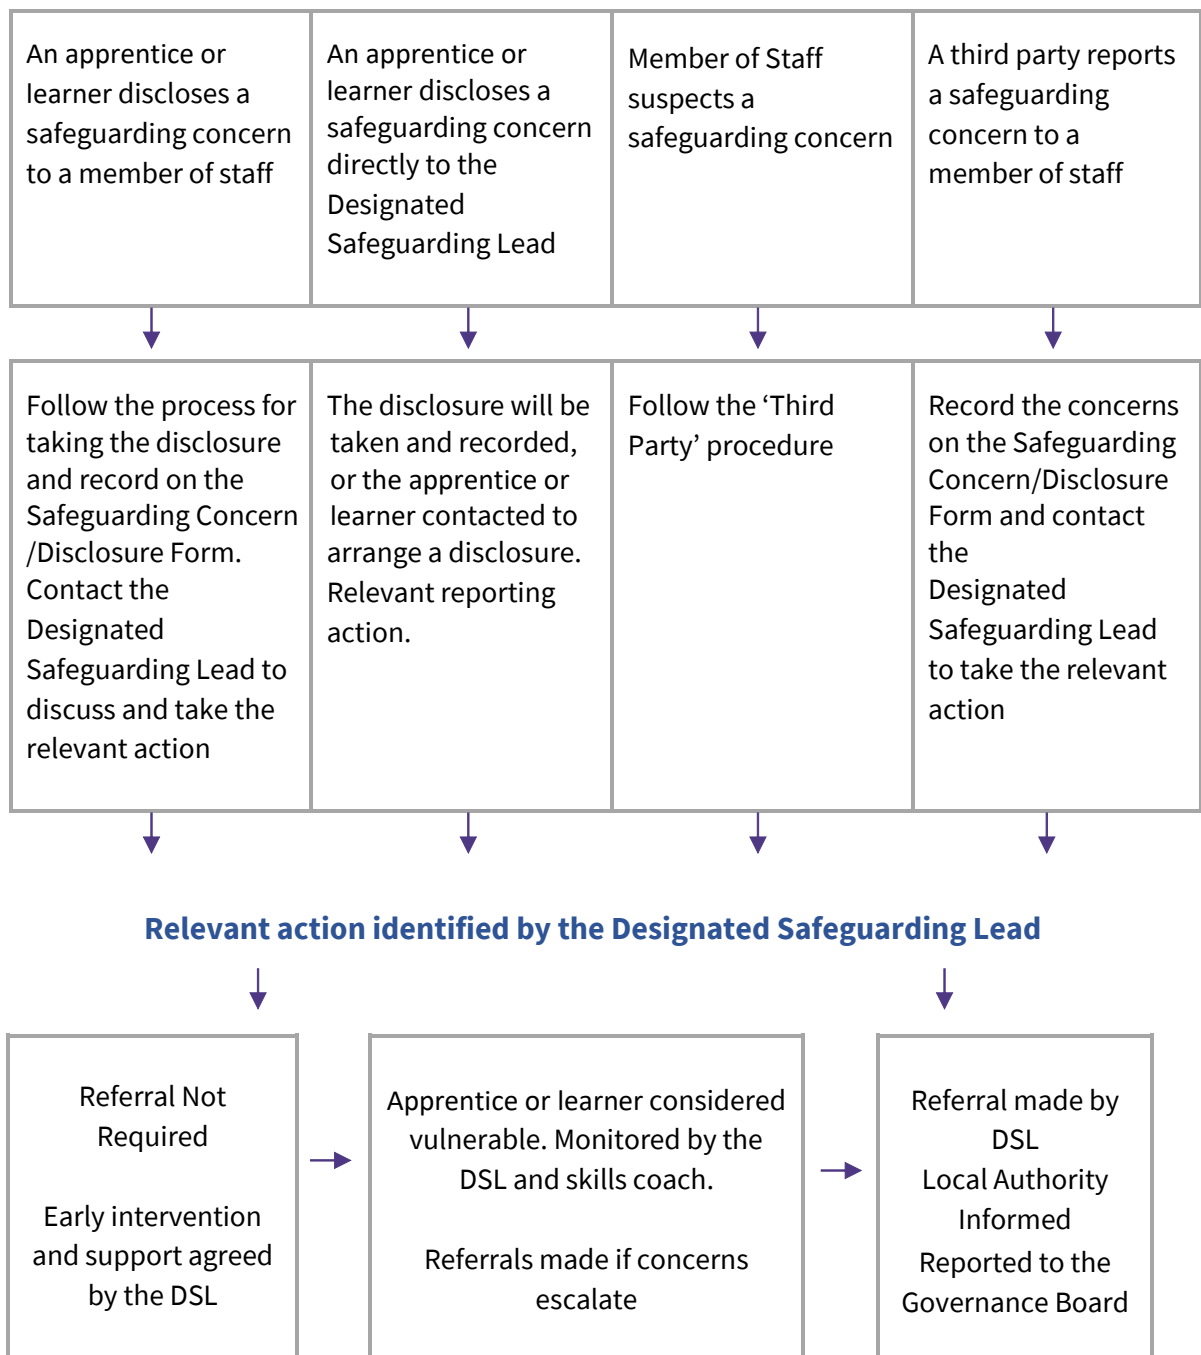 An apprentice or
learner discloses a
safeguarding concern
to a member of staff
An apprentice or
learner discloses a
safeguarding concern
directly to the
Designated
Safeguarding Lead
Member of Staff
suspects a
safeguarding concern
A third party reports
a safeguarding
concern to a
member of staff
Follow the process for
taking the disclosure
and record on the
Safeguarding Concern
/Disclosure Form.
Contact the
Designated
Safeguarding Lead to
discuss and take the
relevant action
The disclosure will be
taken and recorded,
or the apprentice or
learner contacted to
arrange a disclosure.
Relevant reporting
action.
Follow the ‘Third
Party’ procedure
Record the concerns
on the Safeguarding
Concern/Disclosure
Form and contact
the
Designated
Safeguarding Lead
to take the relevant
action
Relevant action identified by the Designated Safeguarding Lead
Referral Not
Required
Early intervention
and support agreed
by the DSL
Apprentice or learner considered
vulnerable. Monitored by the
DSL and skills coach.
Referrals made if concerns
escalate
Referral made by
DSL
Local Authority
Informed
Reported to the
Governance Board